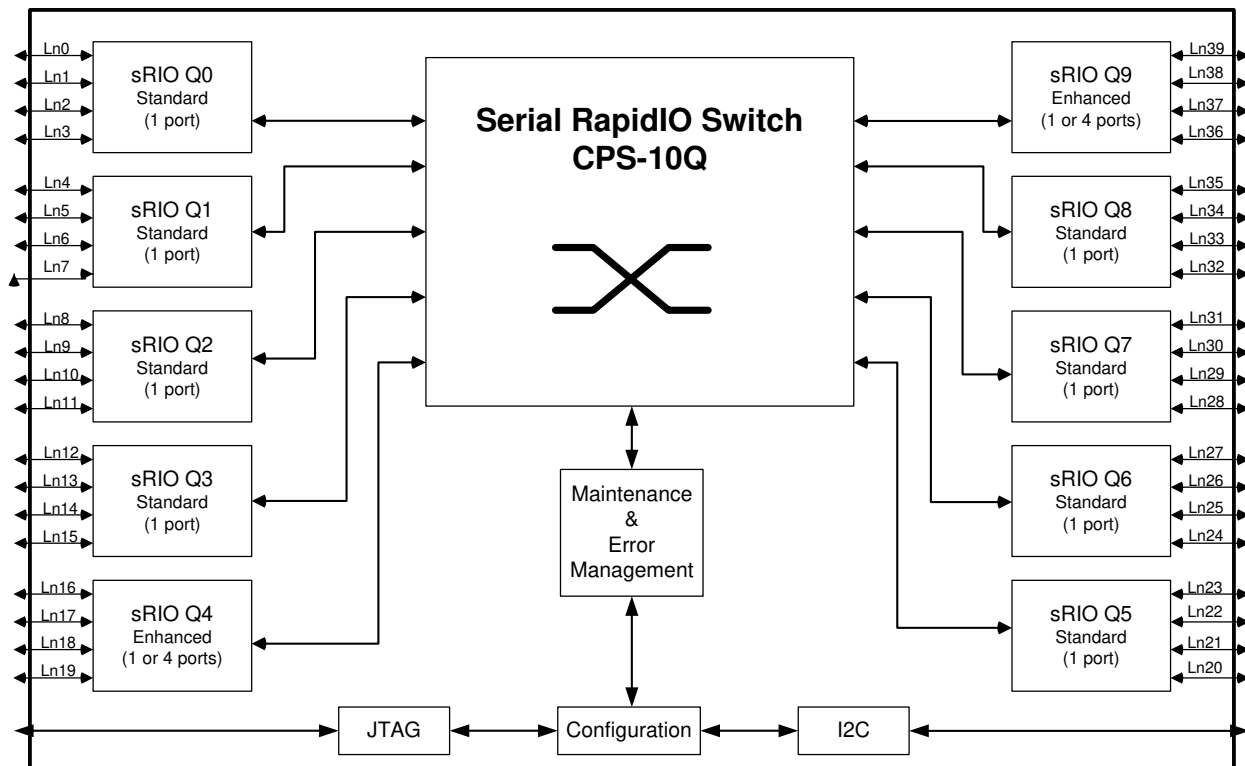 Ln0
Ln1
Ln2
Ln3
sRIO Q0
Standard
(1 port)
Ln4
Ln5
Ln6
Ln7
sRIO Q1
Standard
(1 port)
Ln8
Ln9
Ln10
Ln11
sRIO Q2
Standard
(1 port)
Ln12
Ln13
Ln14
Ln15
sRIO Q3
Standard
(1 port)
Ln16
Ln17
Ln18
Ln19
sRIO Q4
Enhanced
(1 or 4 ports)
Serial RapidIO Switch
CPS-10Q
Maintenance
&
Error
Management
JTAG
Configuration
I2C
sRIO Q9
Enhanced
(1 or 4 ports)
Ln39
Ln38
Ln37
Ln36
sRIO Q8
Standard
(1 port)
Ln35
Ln34
Ln33
Ln32
sRIO Q7
Standard
(1 port)
Ln31
Ln30
Ln29
Ln28
sRIO Q6
Standard
(1 port)
Ln27
Ln26
Ln25
Ln24
sRIO Q5
Standard
(1 port)
Ln23
Ln22
Ln21
Ln20